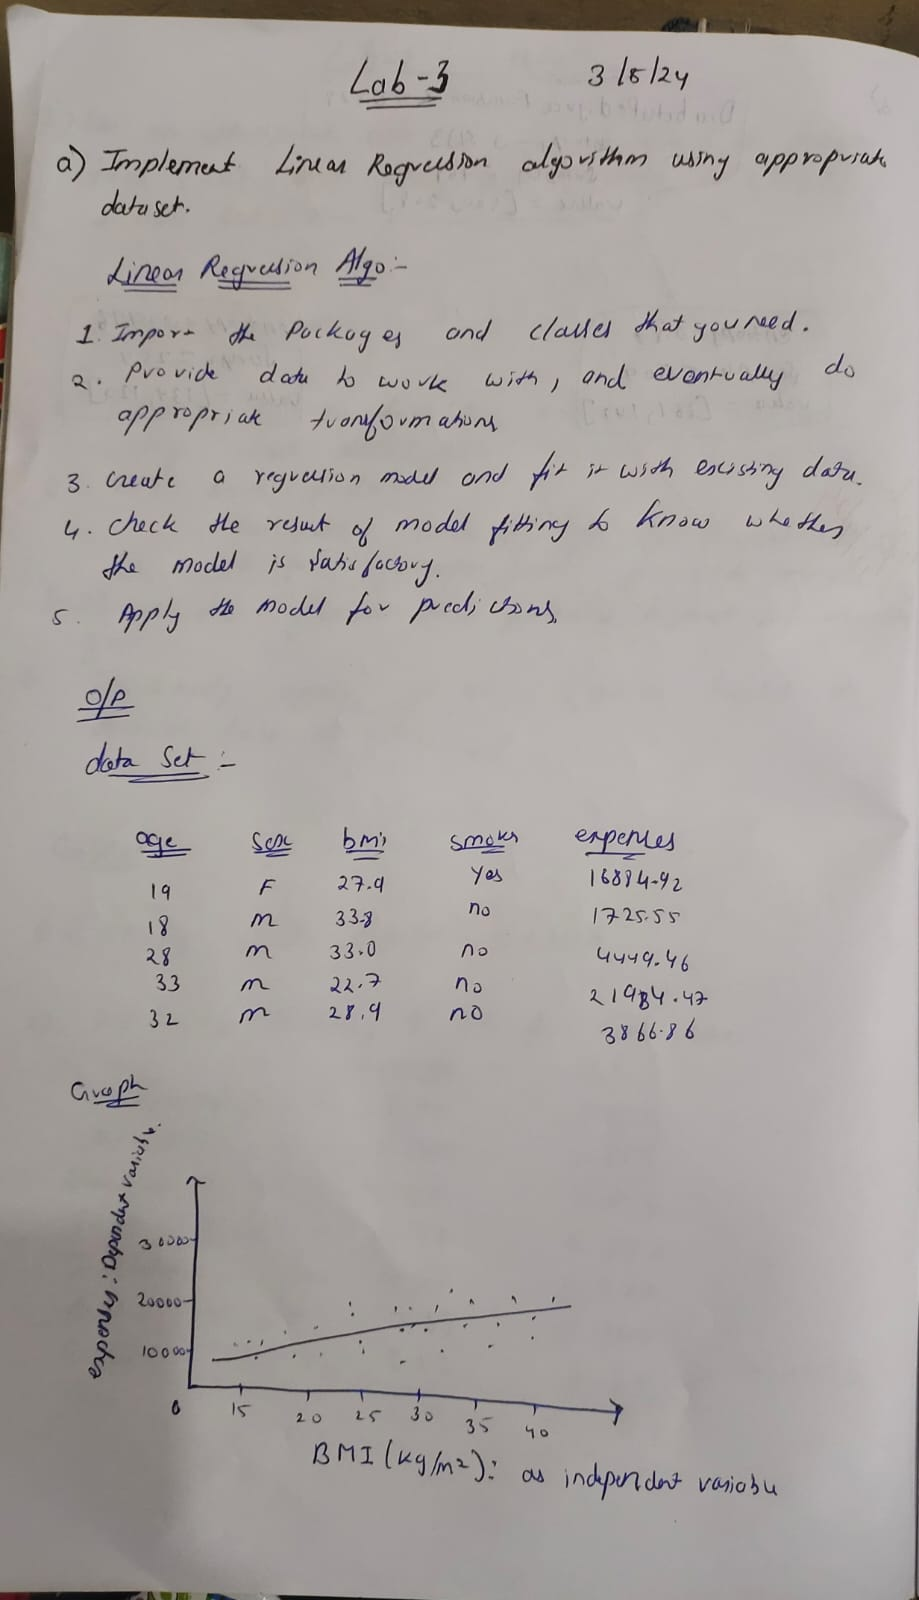 Lab-3 3/5/24
a) Implement Linear Regression algorithm using appropriate
dataset.
Linear Regression Algo:-
1. Import the Packages and classes that you need.
2. Provide data to work with, and eventually do
appropriate transformations
3. Create a regression model and fit it with existing data.
4. Check the result of model fitting to know whether
the model is satisfactory.
5. Apply the model for predictions.
O/P
data Set :-
age sex bmi smoker expenses
19 F 27.9 Yes 16884.92
18 m 33.8 no 1725.55
28 m 33.0 no 4449.46
33 m 22.7 no 21984.47
32 m 28.9 no 3866.86
Graph
expenses: Dependent variable.
30000
20000
10000
0 15 20 25 30 35 40
BMI (kg/m²): as independent variable